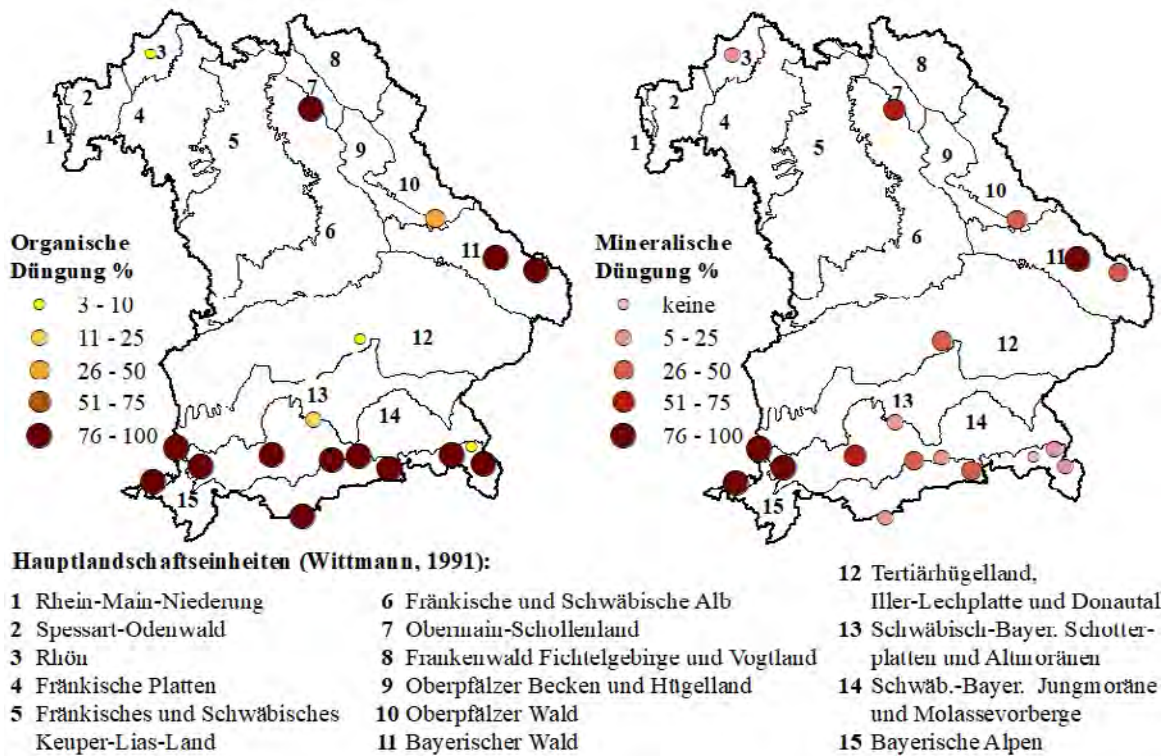 3
8
2
7
1
4
5
9
10
6
11
12
13
14
15
Organische
Düngung %
3 - 10
11 - 25
26 - 50
51 - 75
76 - 100
3
8
2
7
1
4
5
9
10
6
11
12
13
14
15
Mineralische
Düngung %
keine
5 - 25
26 - 50
51 - 75
76 - 100
Hauptlandschaftseinheiten (Wittmann, 1991):
1 Rhein-Main-Niederung
2 Spessart-Odenwald
3 Rhön
4 Fränkische Platten
5 Fränkisches und Schwäbisches
Keuper-Lias-Land
6 Fränkische und Schwäbische Alb
7 Obermain-Schollenland
8 Frankenwald Fichtelgebirge und Vogtland
9 Oberpfälzer Becken und Hügelland
10 Oberpfälzer Wald
11 Bayerischer Wald
12 Tertiärhügelland,
Iller-Lechplatte und Donautal
13 Schwäbisch-Bayer. Schotter-
platten und Altmoränen
14 Schwäb.-Bayer. Jungmoräne
und Molassevorberge
15 Bayerische Alpen